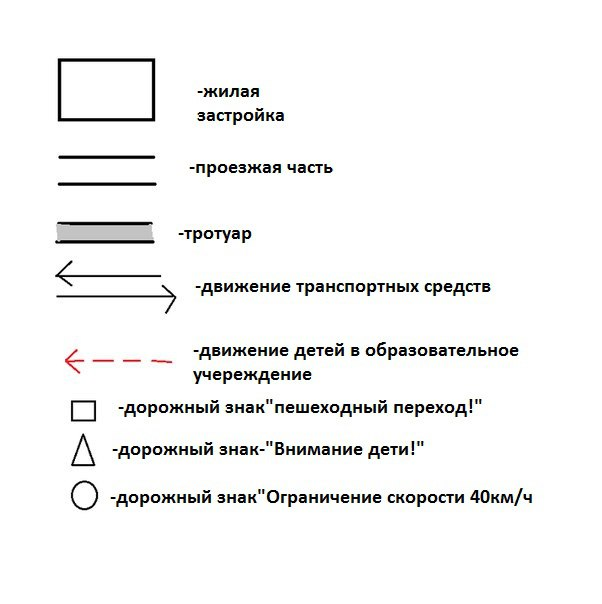 -жилая
застройка
-проезжая часть
-тротуар
-движение транспортных средств
-движение детей в образовательное
учереждение
-дорожный знак"пешеходный переход!"
-дорожный знак-"Внимание дети!"
-дорожный знак"Ограничение скорости 40км/ч